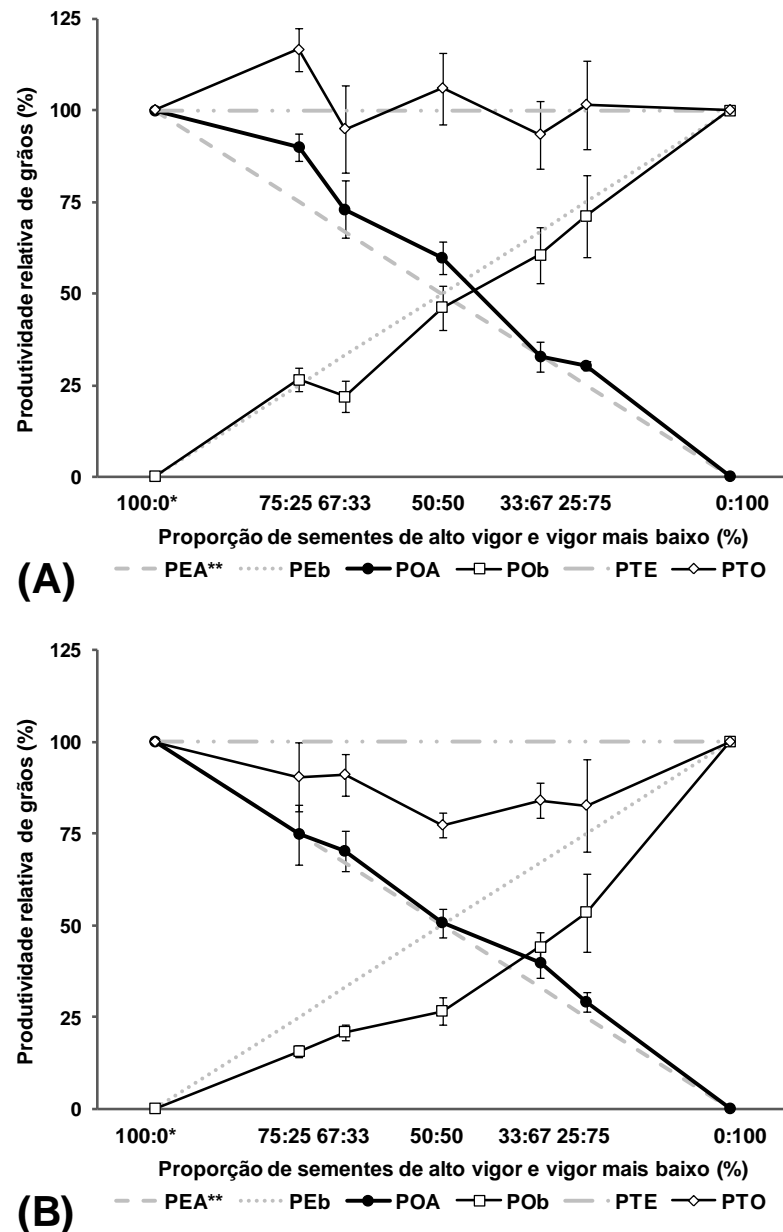 125
100
75
50
25
0
Produtividade relativa de grãos (%)
100:0* 75:25 67:33 50:50 33:67 25:75 0:100
Proporção de sementes de alto vigor e vigor mais baixo (%)
(A) PEA** PEb POA POb PTE PTO
125
100
75
50
25
0
Produtividade relativa de grãos (%)
100:0* 75:25 67:33 50:50 33:67 25:75 0:100
Proporção de sementes de alto vigor e vigor mais baixo (%)
(B) PEA** PEb POA POb PTE PTO